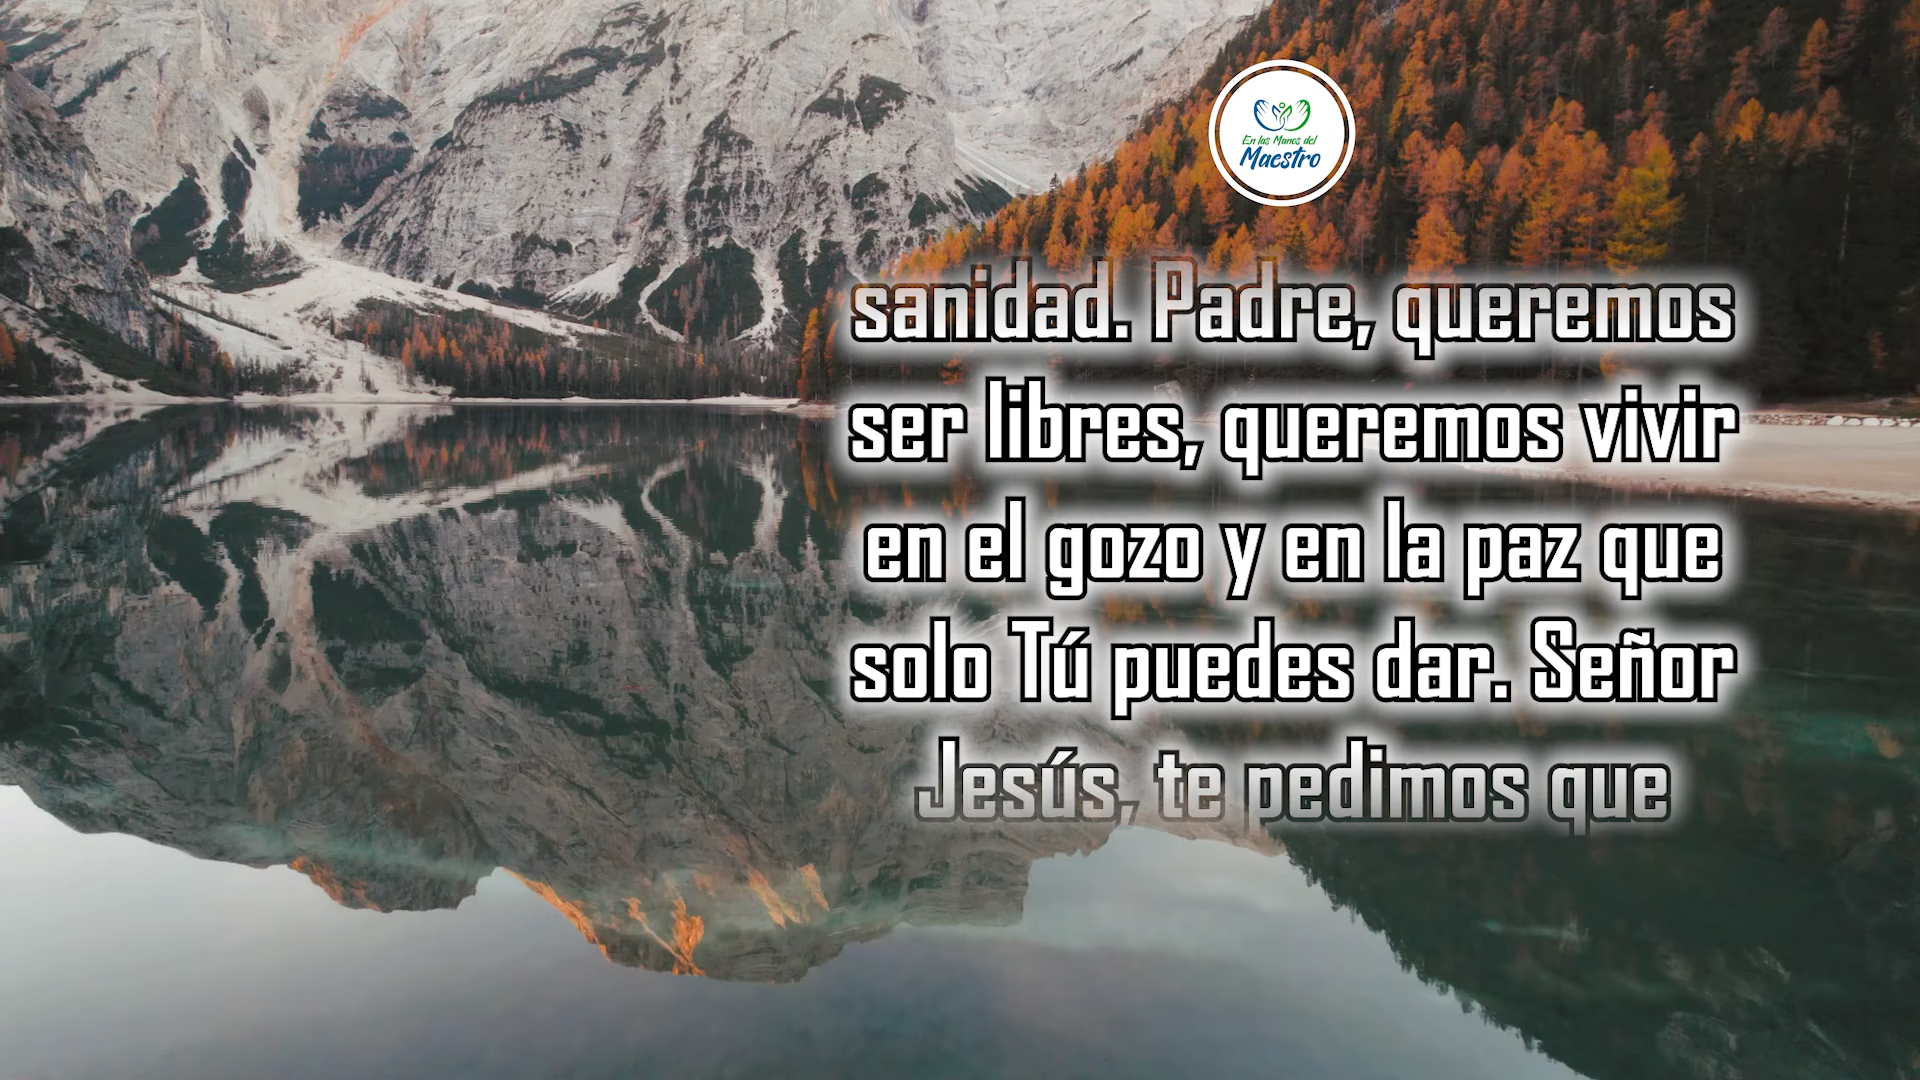 En las Manos del
Maestro
sanidad. Padre, queremos
ser libres, queremos vivir
en el gozo y en la paz que
solo Tú puedes dar. Señor
Jesús, te pedimos que